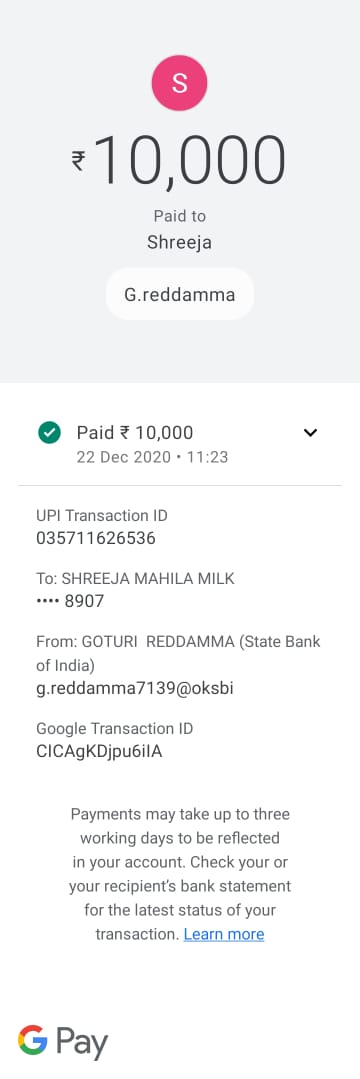 S
₹10,000
Paid to
Shreeja
G.reddamma
Paid ₹ 10,000
22 Dec 2020 • 11:23
UPI Transaction ID
035711626536
To: SHREEJA MAHILA MILK
•••• 8907
From: GOTURI  REDDAMMA (State Bank
of India)
g.reddamma7139@oksbi
Google Transaction ID
CICAgKDjpu6iIA
Payments may take up to three
working days to be reflected
in your account. Check your or
your recipient's bank statement
for the latest status of your
transaction. Learn more
G Pay